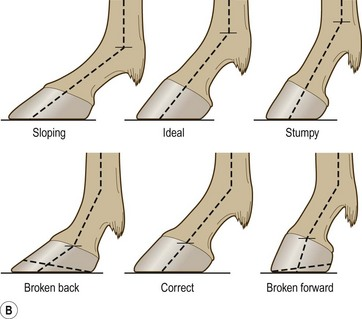 Sloping
Ideal
Stumpy
Broken back
Correct
Broken forward
B